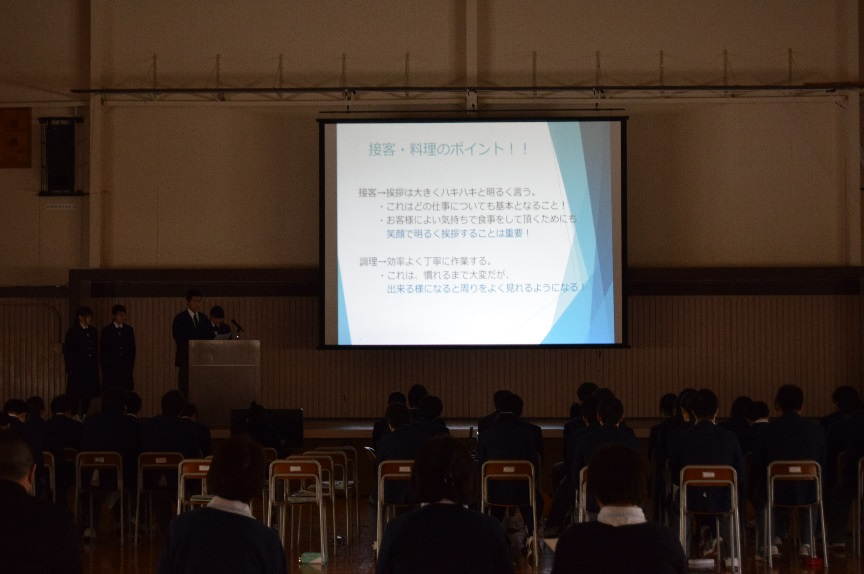 接客・料理のポイント！！
接客→挨拶は大きくハキハキと明るく言う。
・これはどの仕事についても基本となること！
・お客様によい気持ちで食事をして頂くためにも
笑顔で明るく挨拶することは重要！
調理→効率よく丁寧に作業する。
・これは、慣れるまで大変だが、
出来る様になると周りをよく見れるようになる！